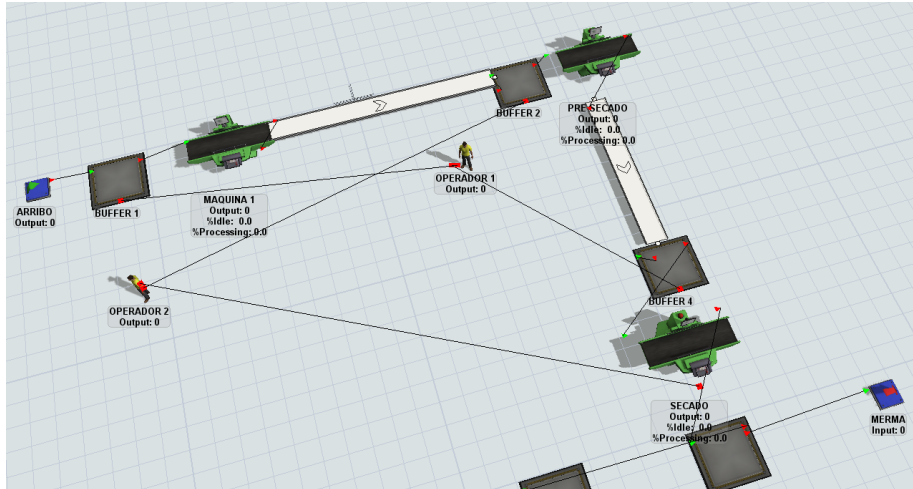 BUFFER 2
PRE SECADO
Output: 0
%Idle: 0.0
%Processing: 0.0
OPERADOR 1
Output: 0
ARRIBO
Output: 0
BUFFER 1
MAQUINA 1
Output: 0
%Idle: 0.0
%Processing: 0.0
OPERADOR 2
Output: 0
BUFFER 4
SECADO
Output: 0
%Idle: 0.0
%Processing: 0.0
MERMA
Input: 0